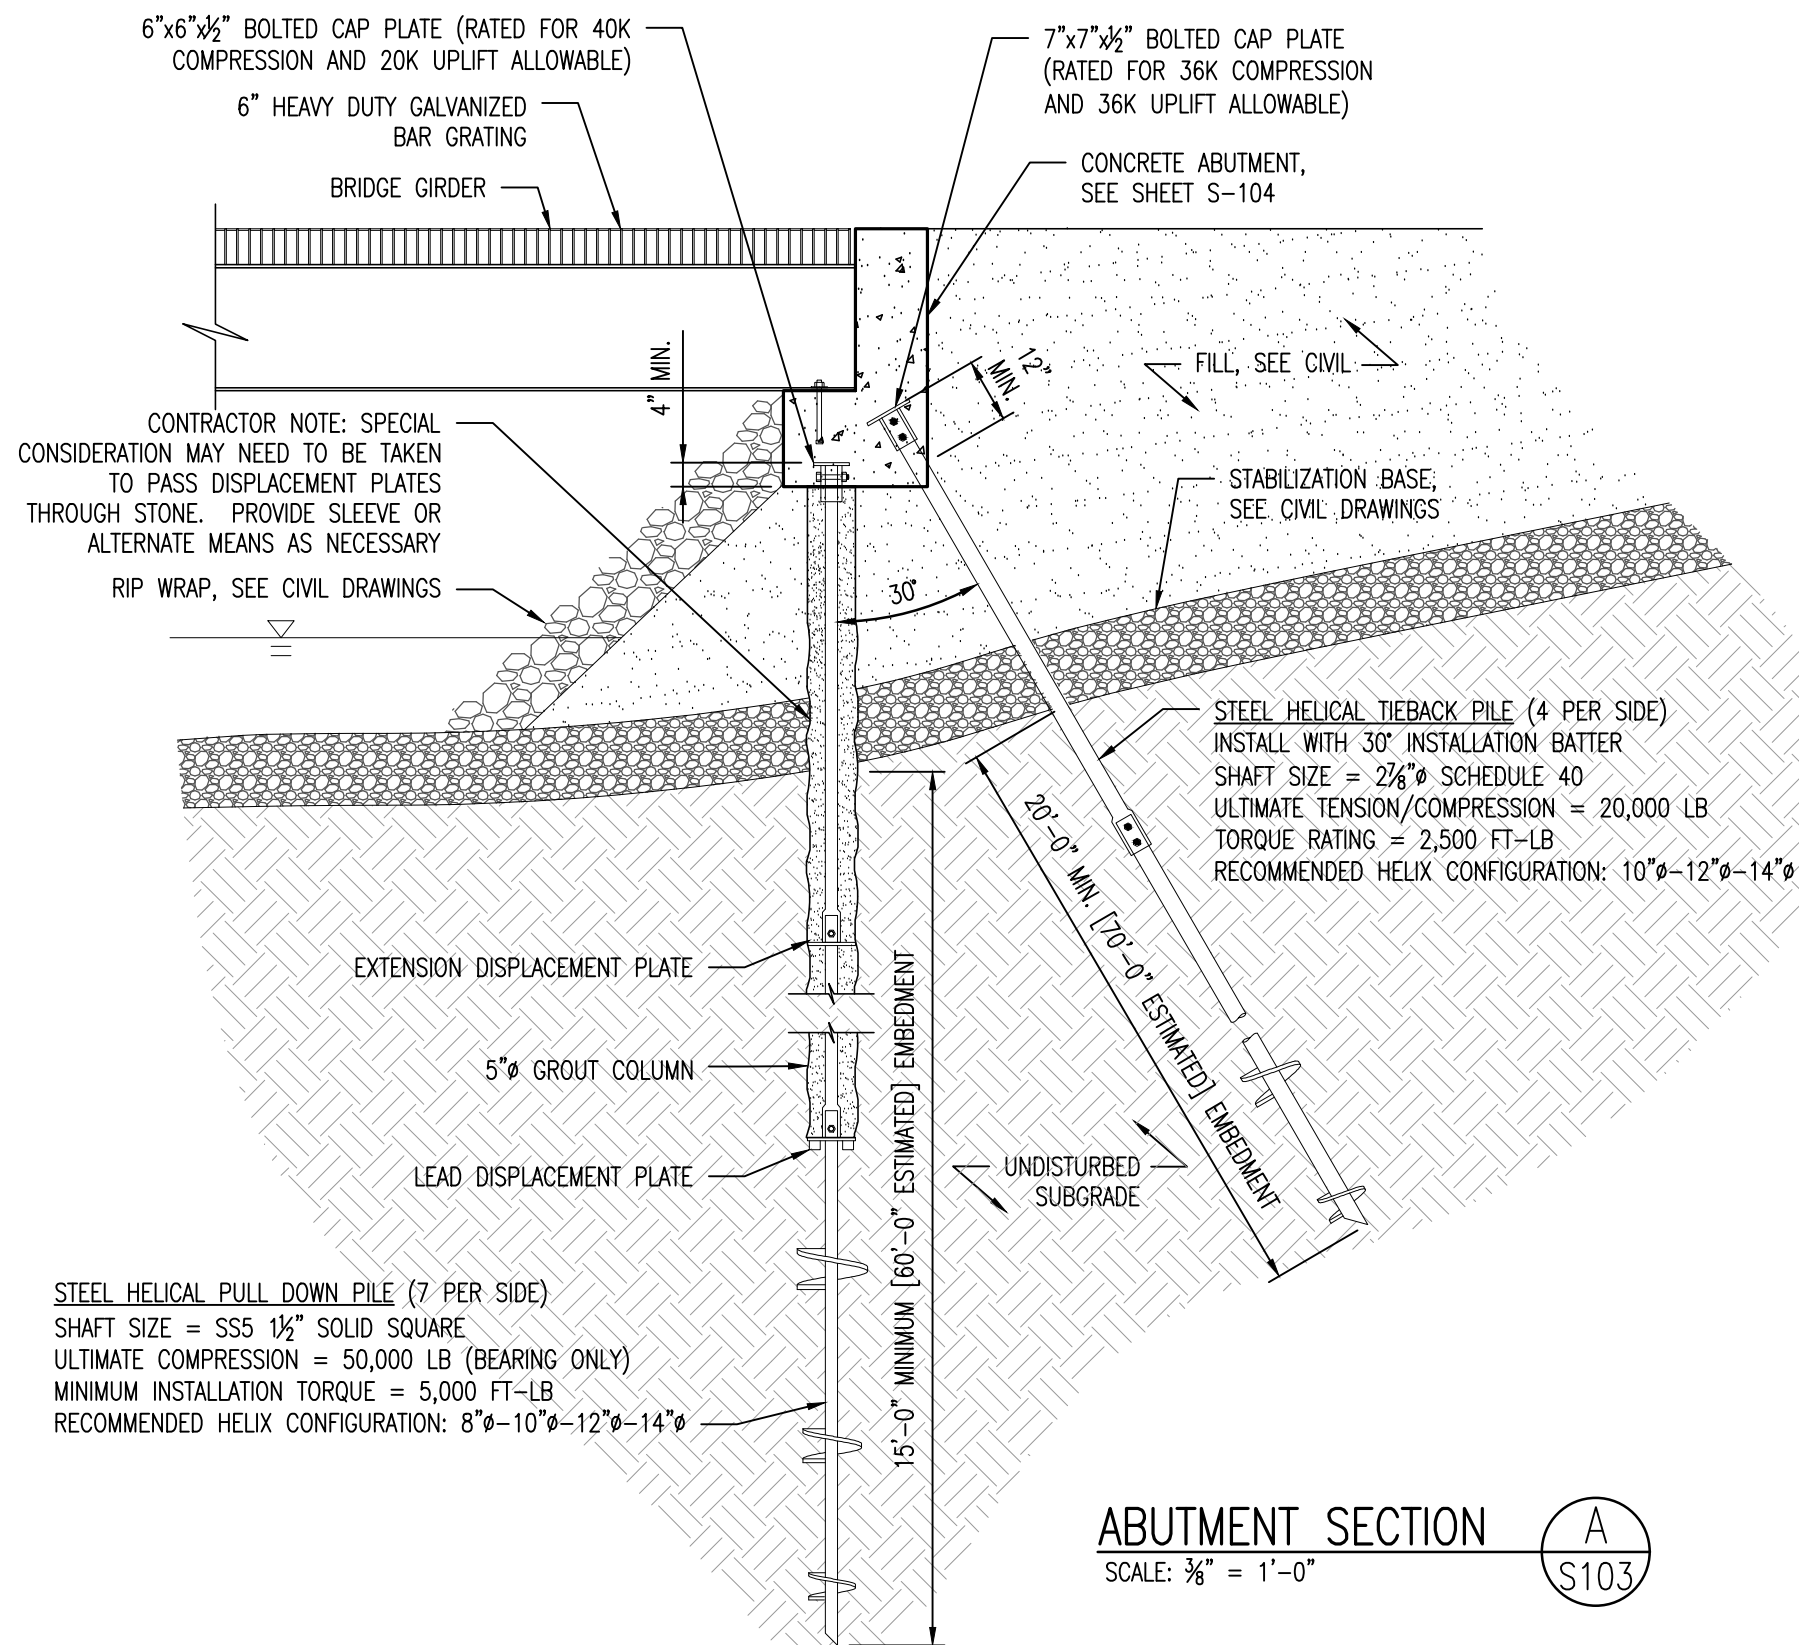 6"x6"x½" BOLTED CAP PLATE (RATED FOR 40K
COMPRESSION AND 20K UPLIFT ALLOWABLE)
6" HEAVY DUTY GALVANIZED
BAR GRATING
BRIDGE GIRDER
7"x7"x½" BOLTED CAP PLATE
(RATED FOR 36K COMPRESSION
AND 36K UPLIFT ALLOWABLE)
CONCRETE ABUTMENT,
SEE SHEET S-104
4" MIN.
12"
MIN.
FILL, SEE CIVIL
CONTRACTOR NOTE: SPECIAL
CONSIDERATION MAY NEED TO BE TAKEN
TO PASS DISPLACEMENT PLATES
THROUGH STONE. PROVIDE SLEEVE OR
ALTERNATE MEANS AS NECESSARY
RIP WRAP, SEE CIVIL DRAWINGS
STABILIZATION BASE,
SEE CIVIL DRAWINGS
30°
STEEL HELICAL TIEBACK PILE (4 PER SIDE)
INSTALL WITH 30° INSTALLATION BATTER
SHAFT SIZE = 2⅞"ø SCHEDULE 40
ULTIMATE TENSION/COMPRESSION = 20,000 LB
TORQUE RATING = 2,500 FT-LB
RECOMMENDED HELIX CONFIGURATION: 10"ø-12"ø-14"ø
20'-0" MIN. [70'-0" ESTIMATED] EMBEDMENT
EXTENSION DISPLACEMENT PLATE
5"ø GROUT COLUMN
LEAD DISPLACEMENT PLATE
15'-0" MINIMUM [60'-0" ESTIMATED] EMBEDMENT
UNDISTURBED
SUBGRADE
STEEL HELICAL PULL DOWN PILE (7 PER SIDE)
SHAFT SIZE = SS5 1½" SOLID SQUARE
ULTIMATE COMPRESSION = 50,000 LB (BEARING ONLY)
MINIMUM INSTALLATION TORQUE = 5,000 FT-LB
RECOMMENDED HELIX CONFIGURATION: 8"ø-10"ø-12"ø-14"ø
ABUTMENT SECTION
SCALE: ⅜" = 1'-0"
A
S103